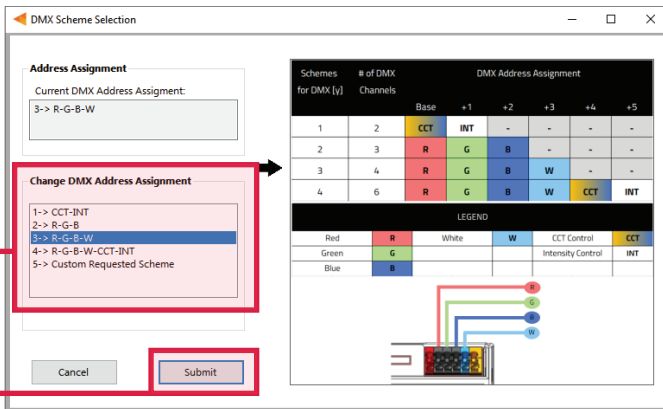 DMX Scheme Selection
Address Assignment
Current DMX Address Assigment:
3-> R-G-B-W
Change DMX Address Assignment
1-> CCT-INT
2-> R-G-B
3-> R-G-B-W
4-> R-G-B-W-CCT-INT
5-> Custom Requested Scheme
Cancel
Submit
Schemes # of DMX DMX Address Assignment
for DMX [y] Channels
Base +1 +2 +3 +4 +5
1 2 CCT INT - - - -
2 3 R G B - - -
3 4 R G B W - -
4 6 R G B W CCT INT
LEGEND
Red R White W CCT Control CCT
Green G Intensity Control INT
Blue B
R
G
B
W